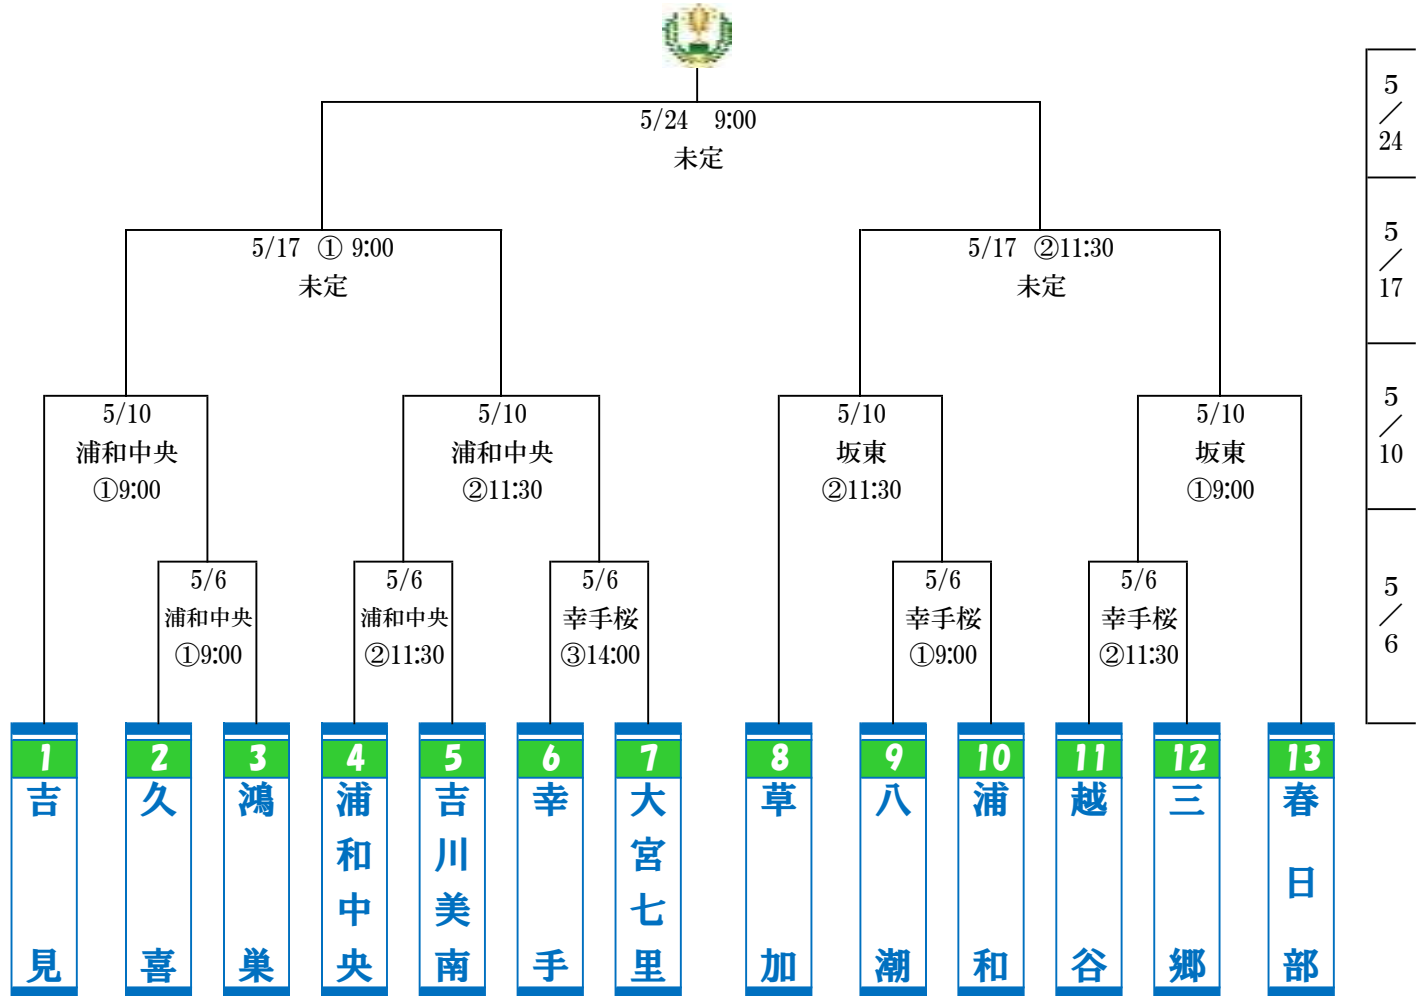 5/24 9:00
未定
5/17 ① 9:00
未定
5/17 ②11:30
未定
5/10
浦和中央
①9:00
5/10
浦和中央
②11:30
5/10
坂東
②11:30
5/10
坂東
①9:00
5/6
浦和中央
①9:00
5/6
浦和中央
②11:30
5/6
幸手桜
③14:00
5/6
幸手桜
①9:00
5/6
幸手桜
②11:30
1
吉見
2
久喜
3
鴻巣
4
浦和中央
5
吉川美南
6
幸手
7
大宮七里
8
草加
9
八潮
10
浦和
11
越谷
12
三郷
13
春日部
5/24
5/17
5/10
5/6